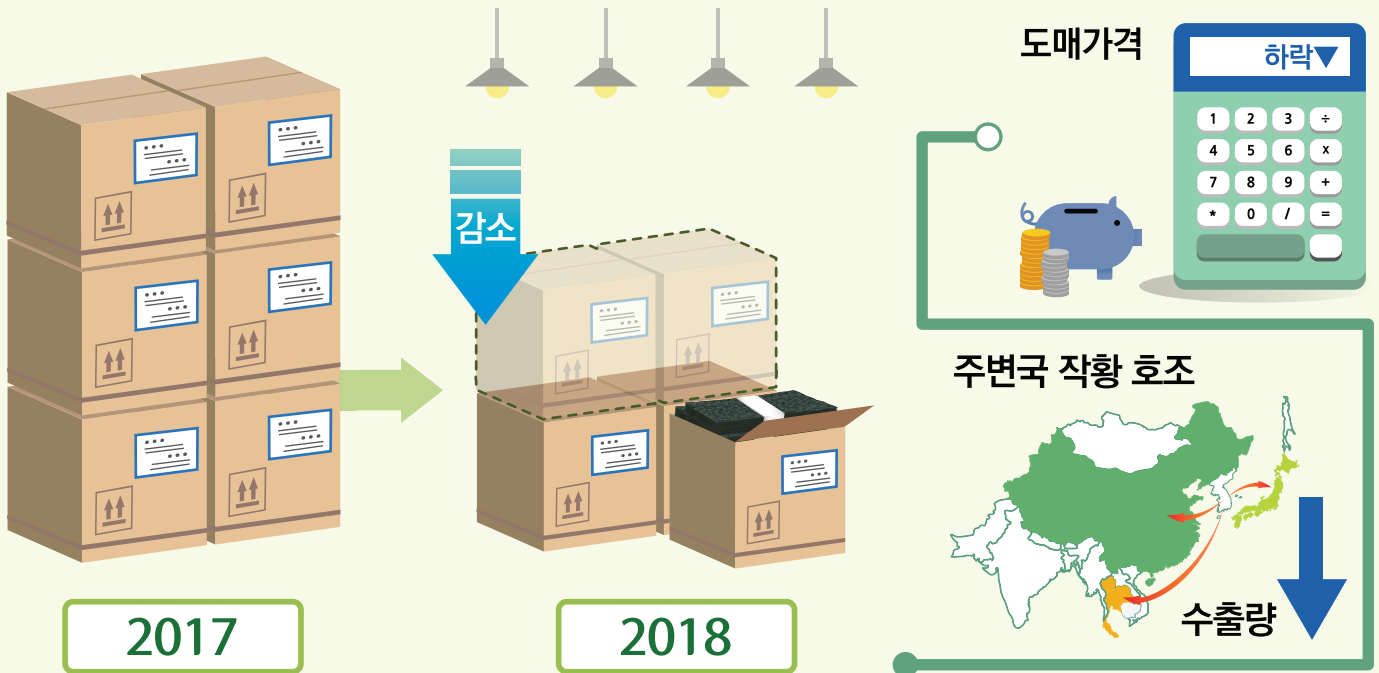 도매가격
하락▼
1 2 3 ÷
4 5 6 x
7 8 9 +
* 0 / =
감소
주변국 작황 호조
수출량
2017
2018